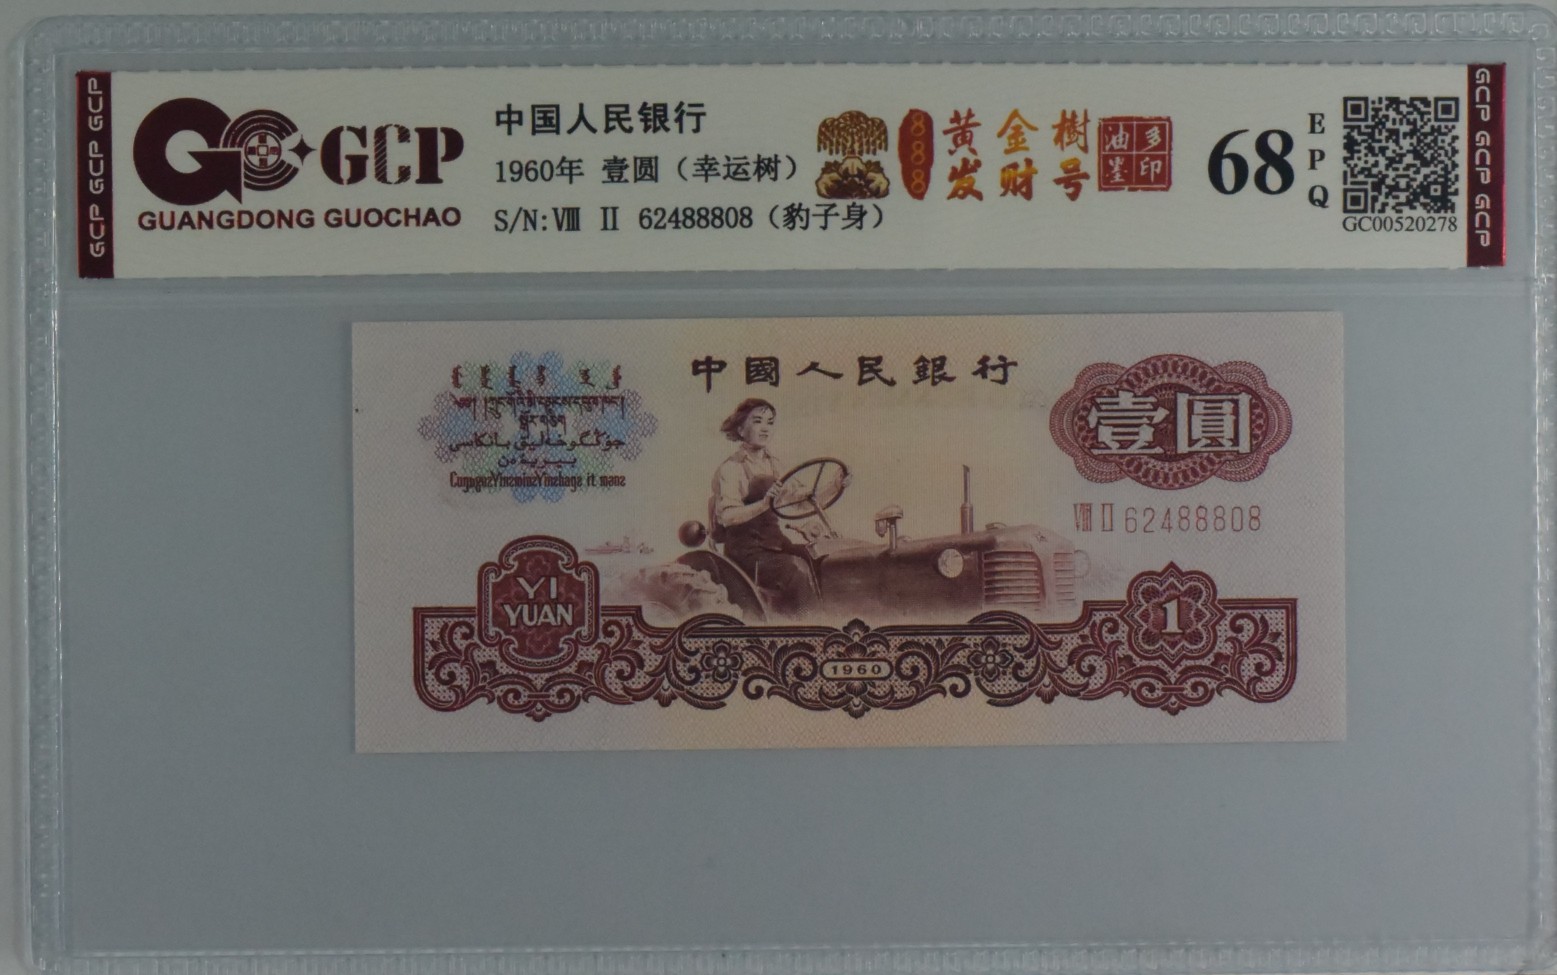 GCP GCP GCP
GCP
GUANGDONG GUOCHAO
中国人民银行
1960年 壹圆（幸运树）
S/N:Ⅷ Ⅱ 62488808（豹子身）
888
黄金樹
发财号
多印
油墨
68
EPQ
GC00520278
GCP GCP GCP
中國人民銀行
壹圓
Ⅷ Ⅱ 62488808
YI
YUAN
1960
1